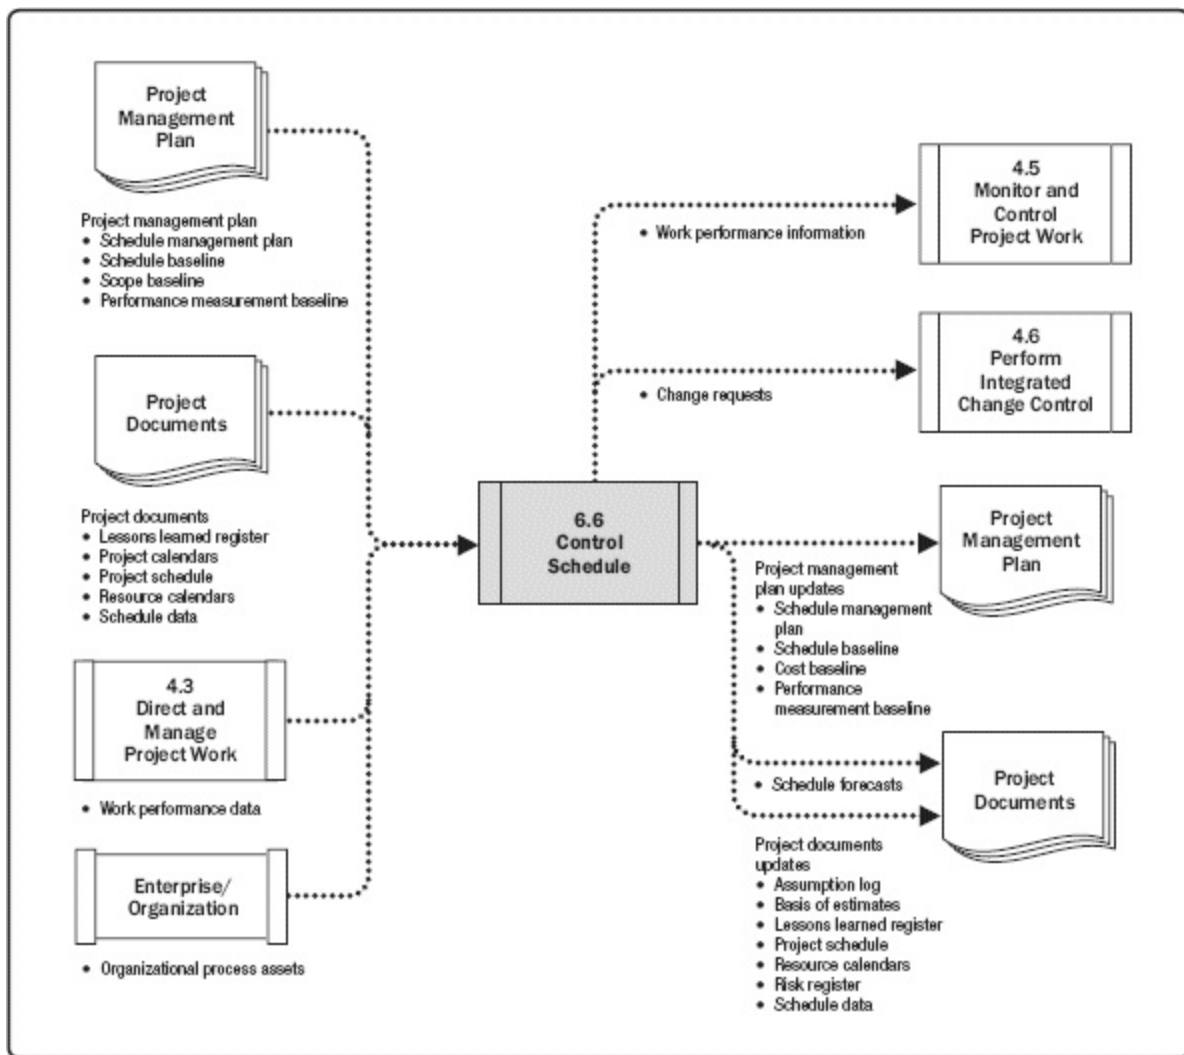 Project
Management
Plan
Project management plan
• Schedule management plan
• Schedule baseline
• Scope baseline
• Performance measurement baseline
Project
Documents
Project documents
• Lessons learned register
• Project calendars
• Project schedule
• Resource calendars
• Schedule data
4.3
Direct and
Manage
Project Work
• Work performance data
Enterprise/
Organization
• Organizational process assets
6.6
Control
Schedule
• Work performance information
4.5
Monitor and
Control
Project Work
• Change requests
4.6
Perform
Integrated
Change Control
Project
Management
Plan
Project management
plan updates
• Schedule management
plan
• Schedule baseline
• Cost baseline
• Performance
measurement baseline
• Schedule forecasts
Project
Documents
Project documents
updates
• Assumption log
• Basis of estimates
• Lessons learned register
• Project schedule
• Resource calendars
• Risk register
• Schedule data